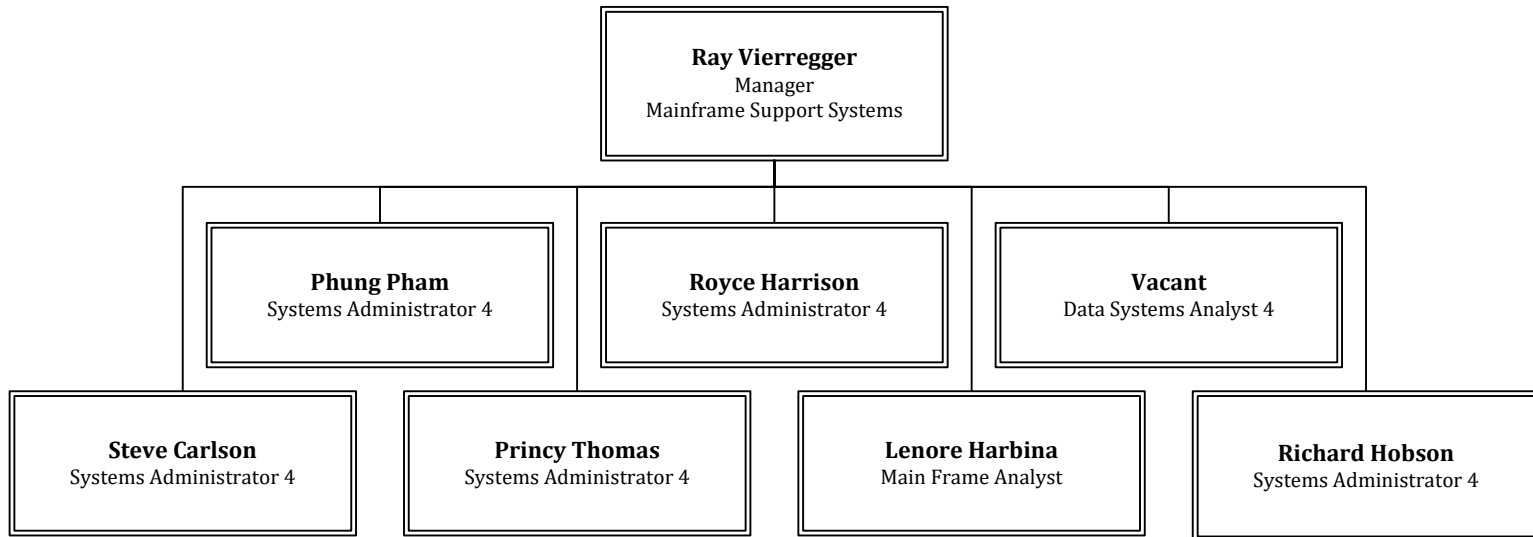 Ray Vierregger
Manager
Mainframe Support Systems
Phung Pham
Systems Administrator 4
Royce Harrison
Systems Administrator 4
Vacant
Data Systems Analyst 4
Steve Carlson
Systems Administrator 4
Princy Thomas
Systems Administrator 4
Lenore Harbina
Main Frame Analyst
Richard Hobson
Systems Administrator 4